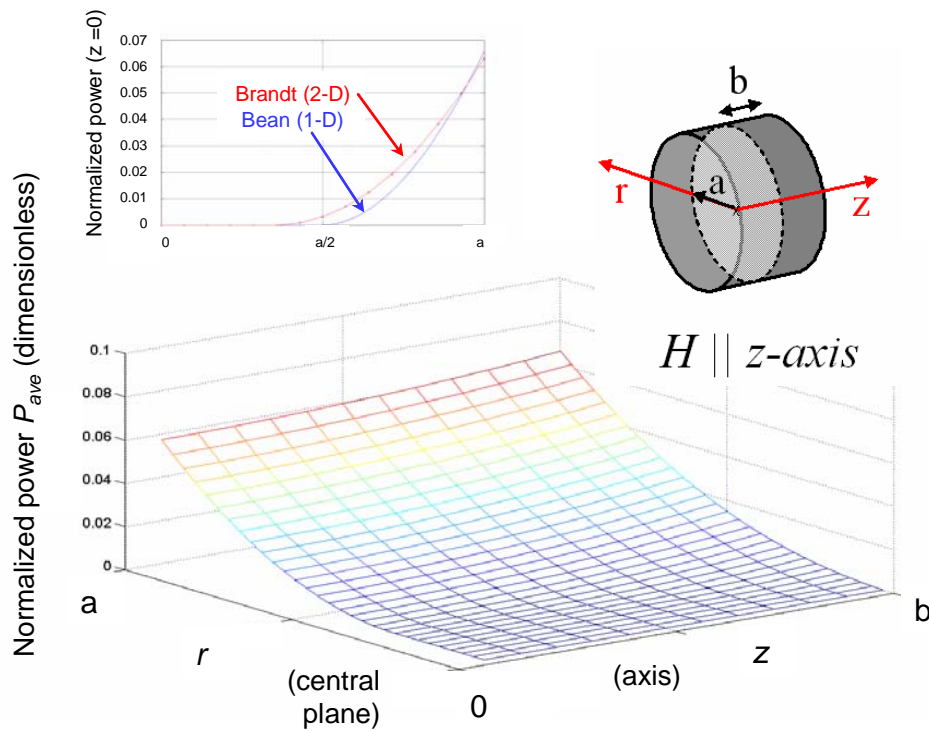 Normalized power (z =0)
0.07
0.06
0.05
0.04
0.03
0.02
0.01
0
0
a/2
a
Brandt (2-D)
Bean (1-D)
b
a
r
z
H || z-axis
Normalized power Pave (dimensionless)
0.1
0.08
0.06
0.04
0.02
0
a
r
(central
plane)
0
(axis)
z
b